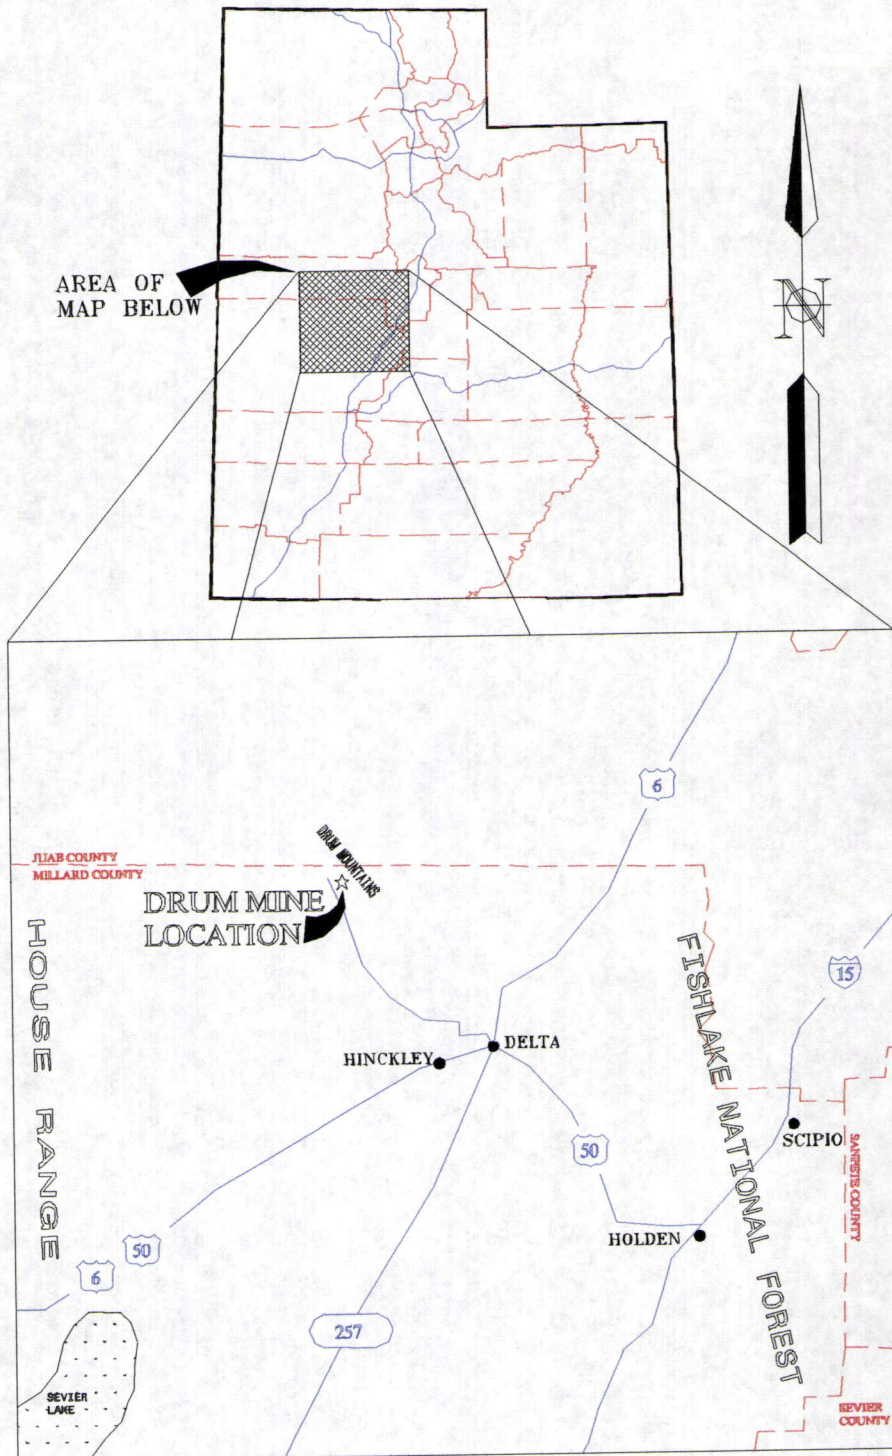 AREA OF
MAP BELOW
N
6
DRUM MOUNTAINS
JUAB COUNTY
MILLARD COUNTY
DRUM MINE
LOCATION
HOUSE RANGE
FISHLAKE NATIONAL FOREST
15
DELTA
HINCKLEY
SCIPIO
50
SANPETE COUNTY
HOLDEN
50
6
257
SEVIER
LAKE
SEVIER
COUNTY